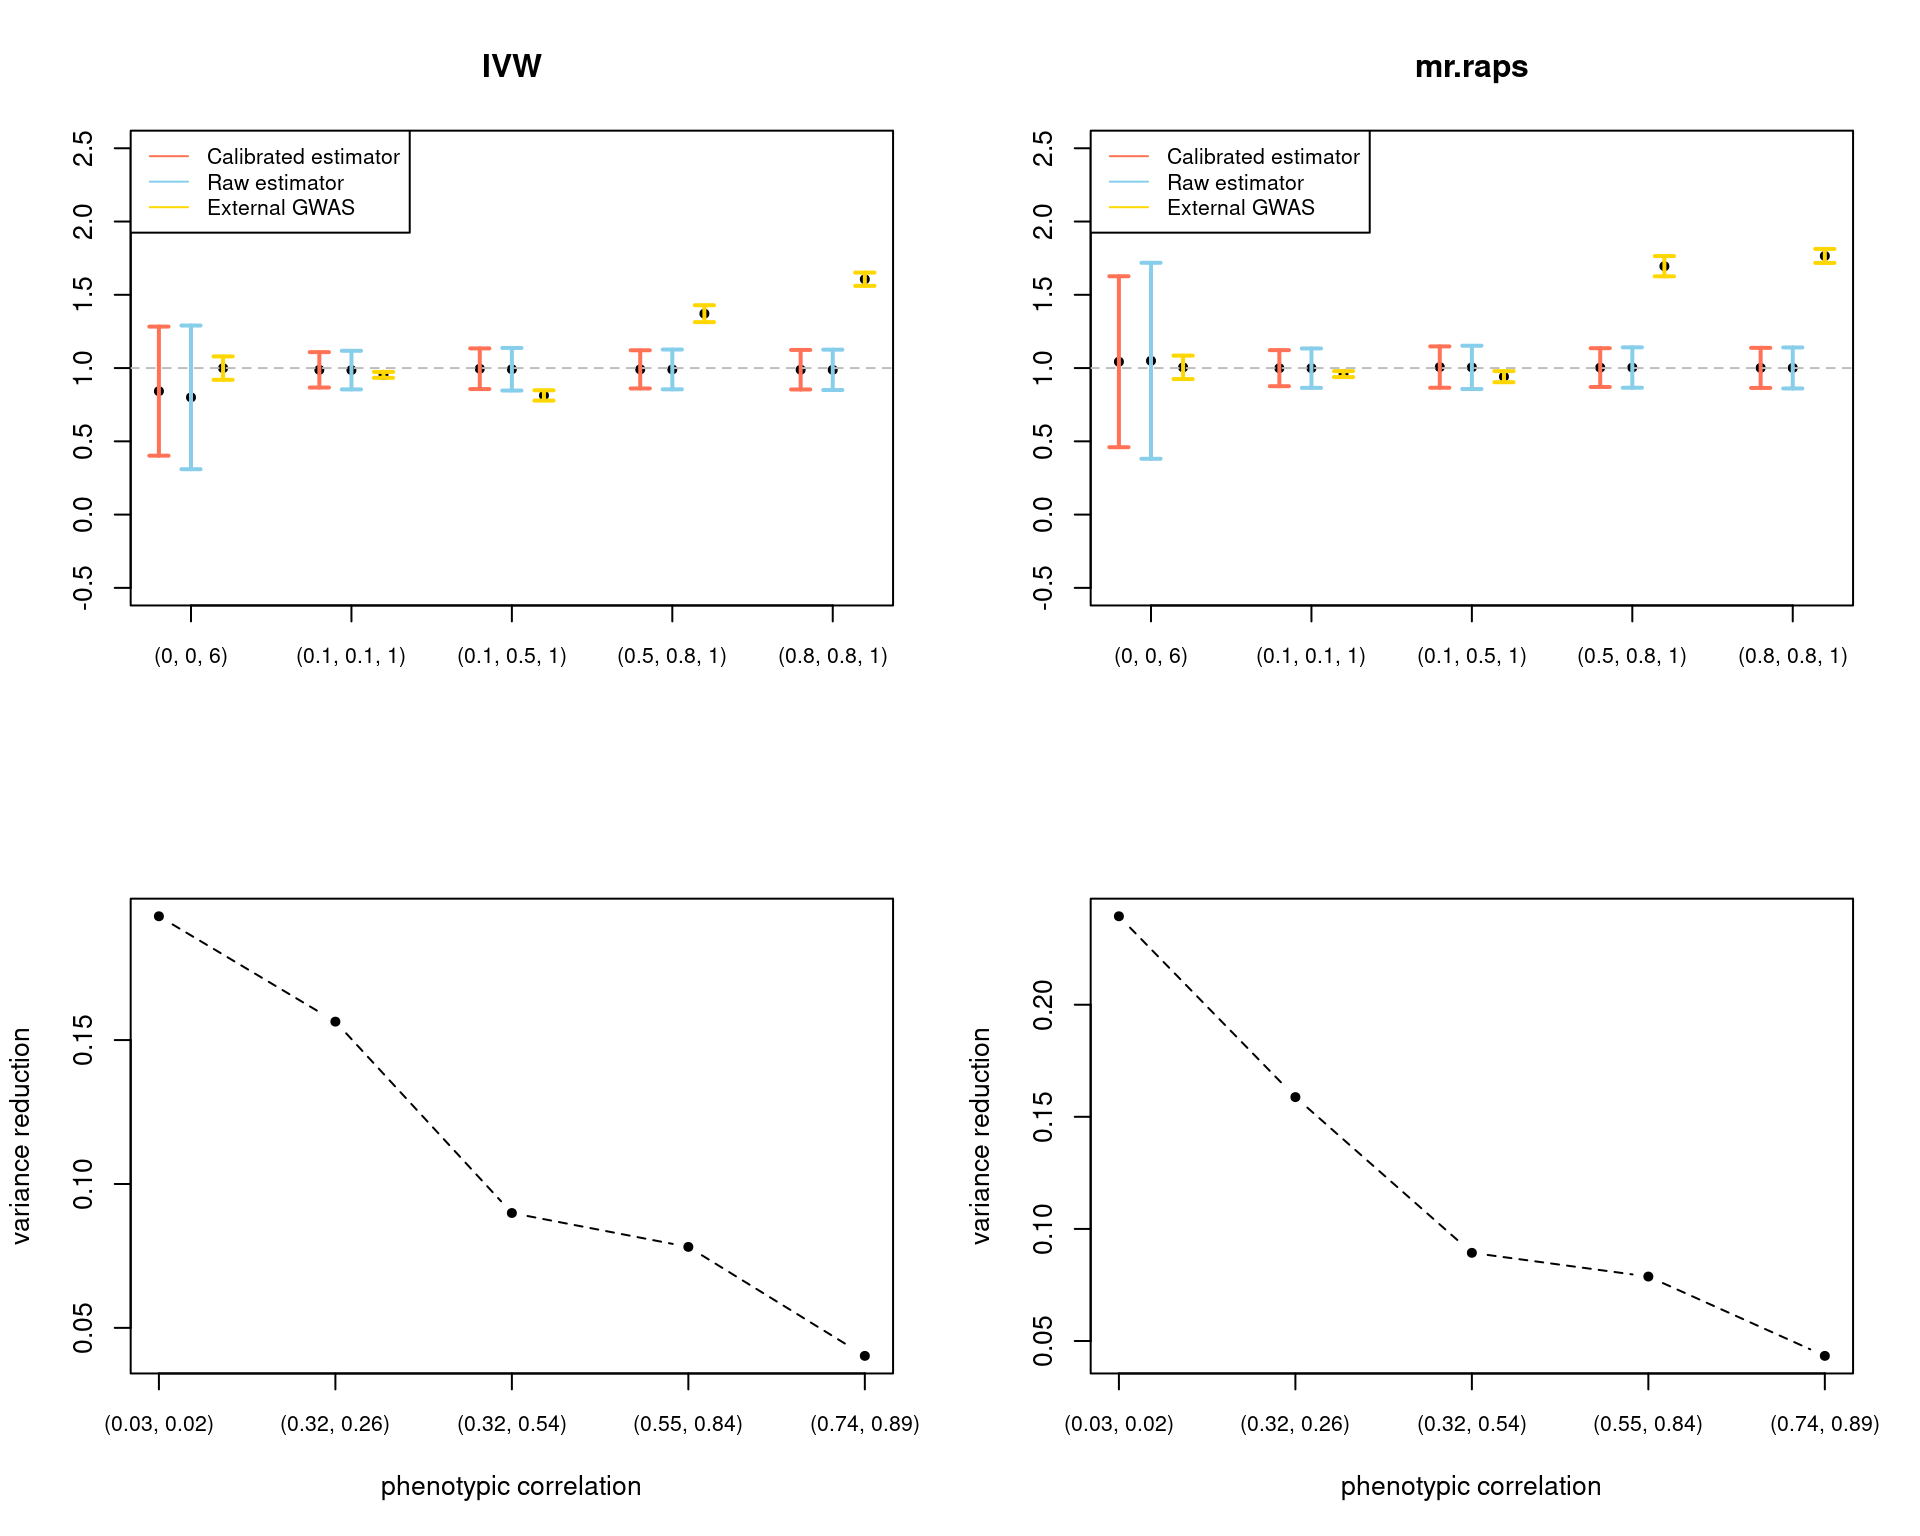 IVW
2.5
2.0
1.5
1.0
0.5
0.0
-0.5
Calibrated estimator
Raw estimator
External GWAS
(0, 0, 6) (0.1, 0.1, 1) (0.1, 0.5, 1) (0.5, 0.8, 1) (0.8, 0.8, 1)
mr.raps
2.5
2.0
1.5
1.0
0.5
0.0
-0.5
Calibrated estimator
Raw estimator
External GWAS
(0, 0, 6) (0.1, 0.1, 1) (0.1, 0.5, 1) (0.5, 0.8, 1) (0.8, 0.8, 1)
variance reduction
0.15
0.10
0.05
(0.03, 0.02) (0.32, 0.26) (0.32, 0.54) (0.55, 0.84) (0.74, 0.89)
phenotypic correlation
variance reduction
0.20
0.15
0.10
0.05
(0.03, 0.02) (0.32, 0.26) (0.32, 0.54) (0.55, 0.84) (0.74, 0.89)
phenotypic correlation